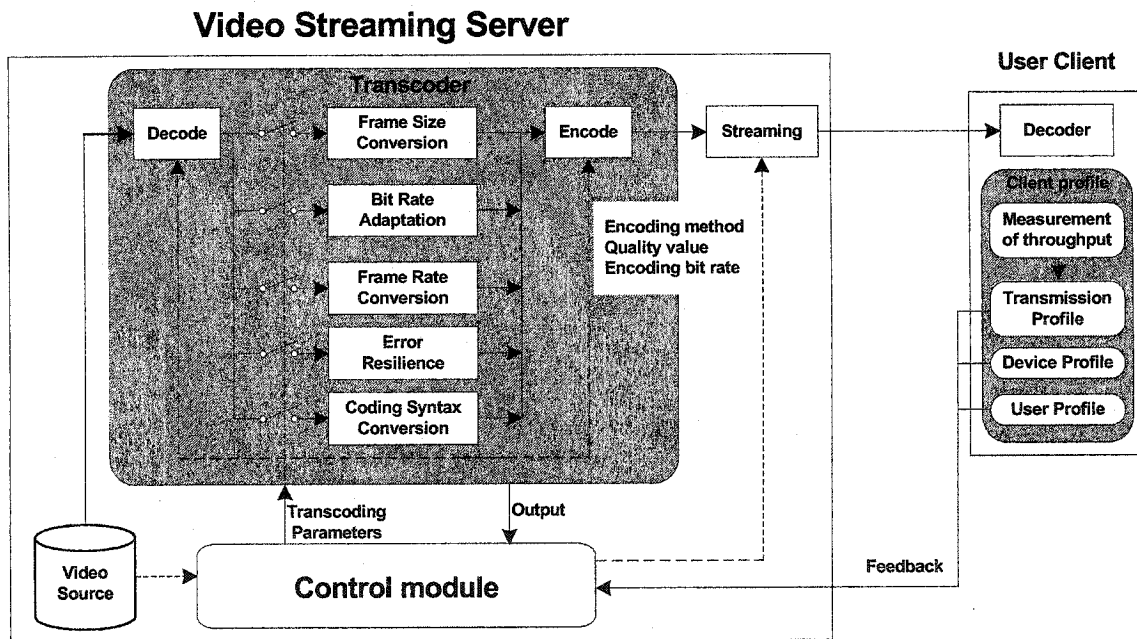 Video Streaming Server
User Client
Transcoder
Decode
Frame Size
Conversion
Encode
Streaming
Decoder
Bit Rate
Adaptation
Encoding method
Quality value
Encoding bit rate
Client profile
Measurement
of throughput
Frame Rate
Conversion
Transmission
Profile
Error
Resilience
Device Profile
Coding Syntax
Conversion
User Profile
Transcoding
Parameters
Output
Video
Source
Control module
Feedback